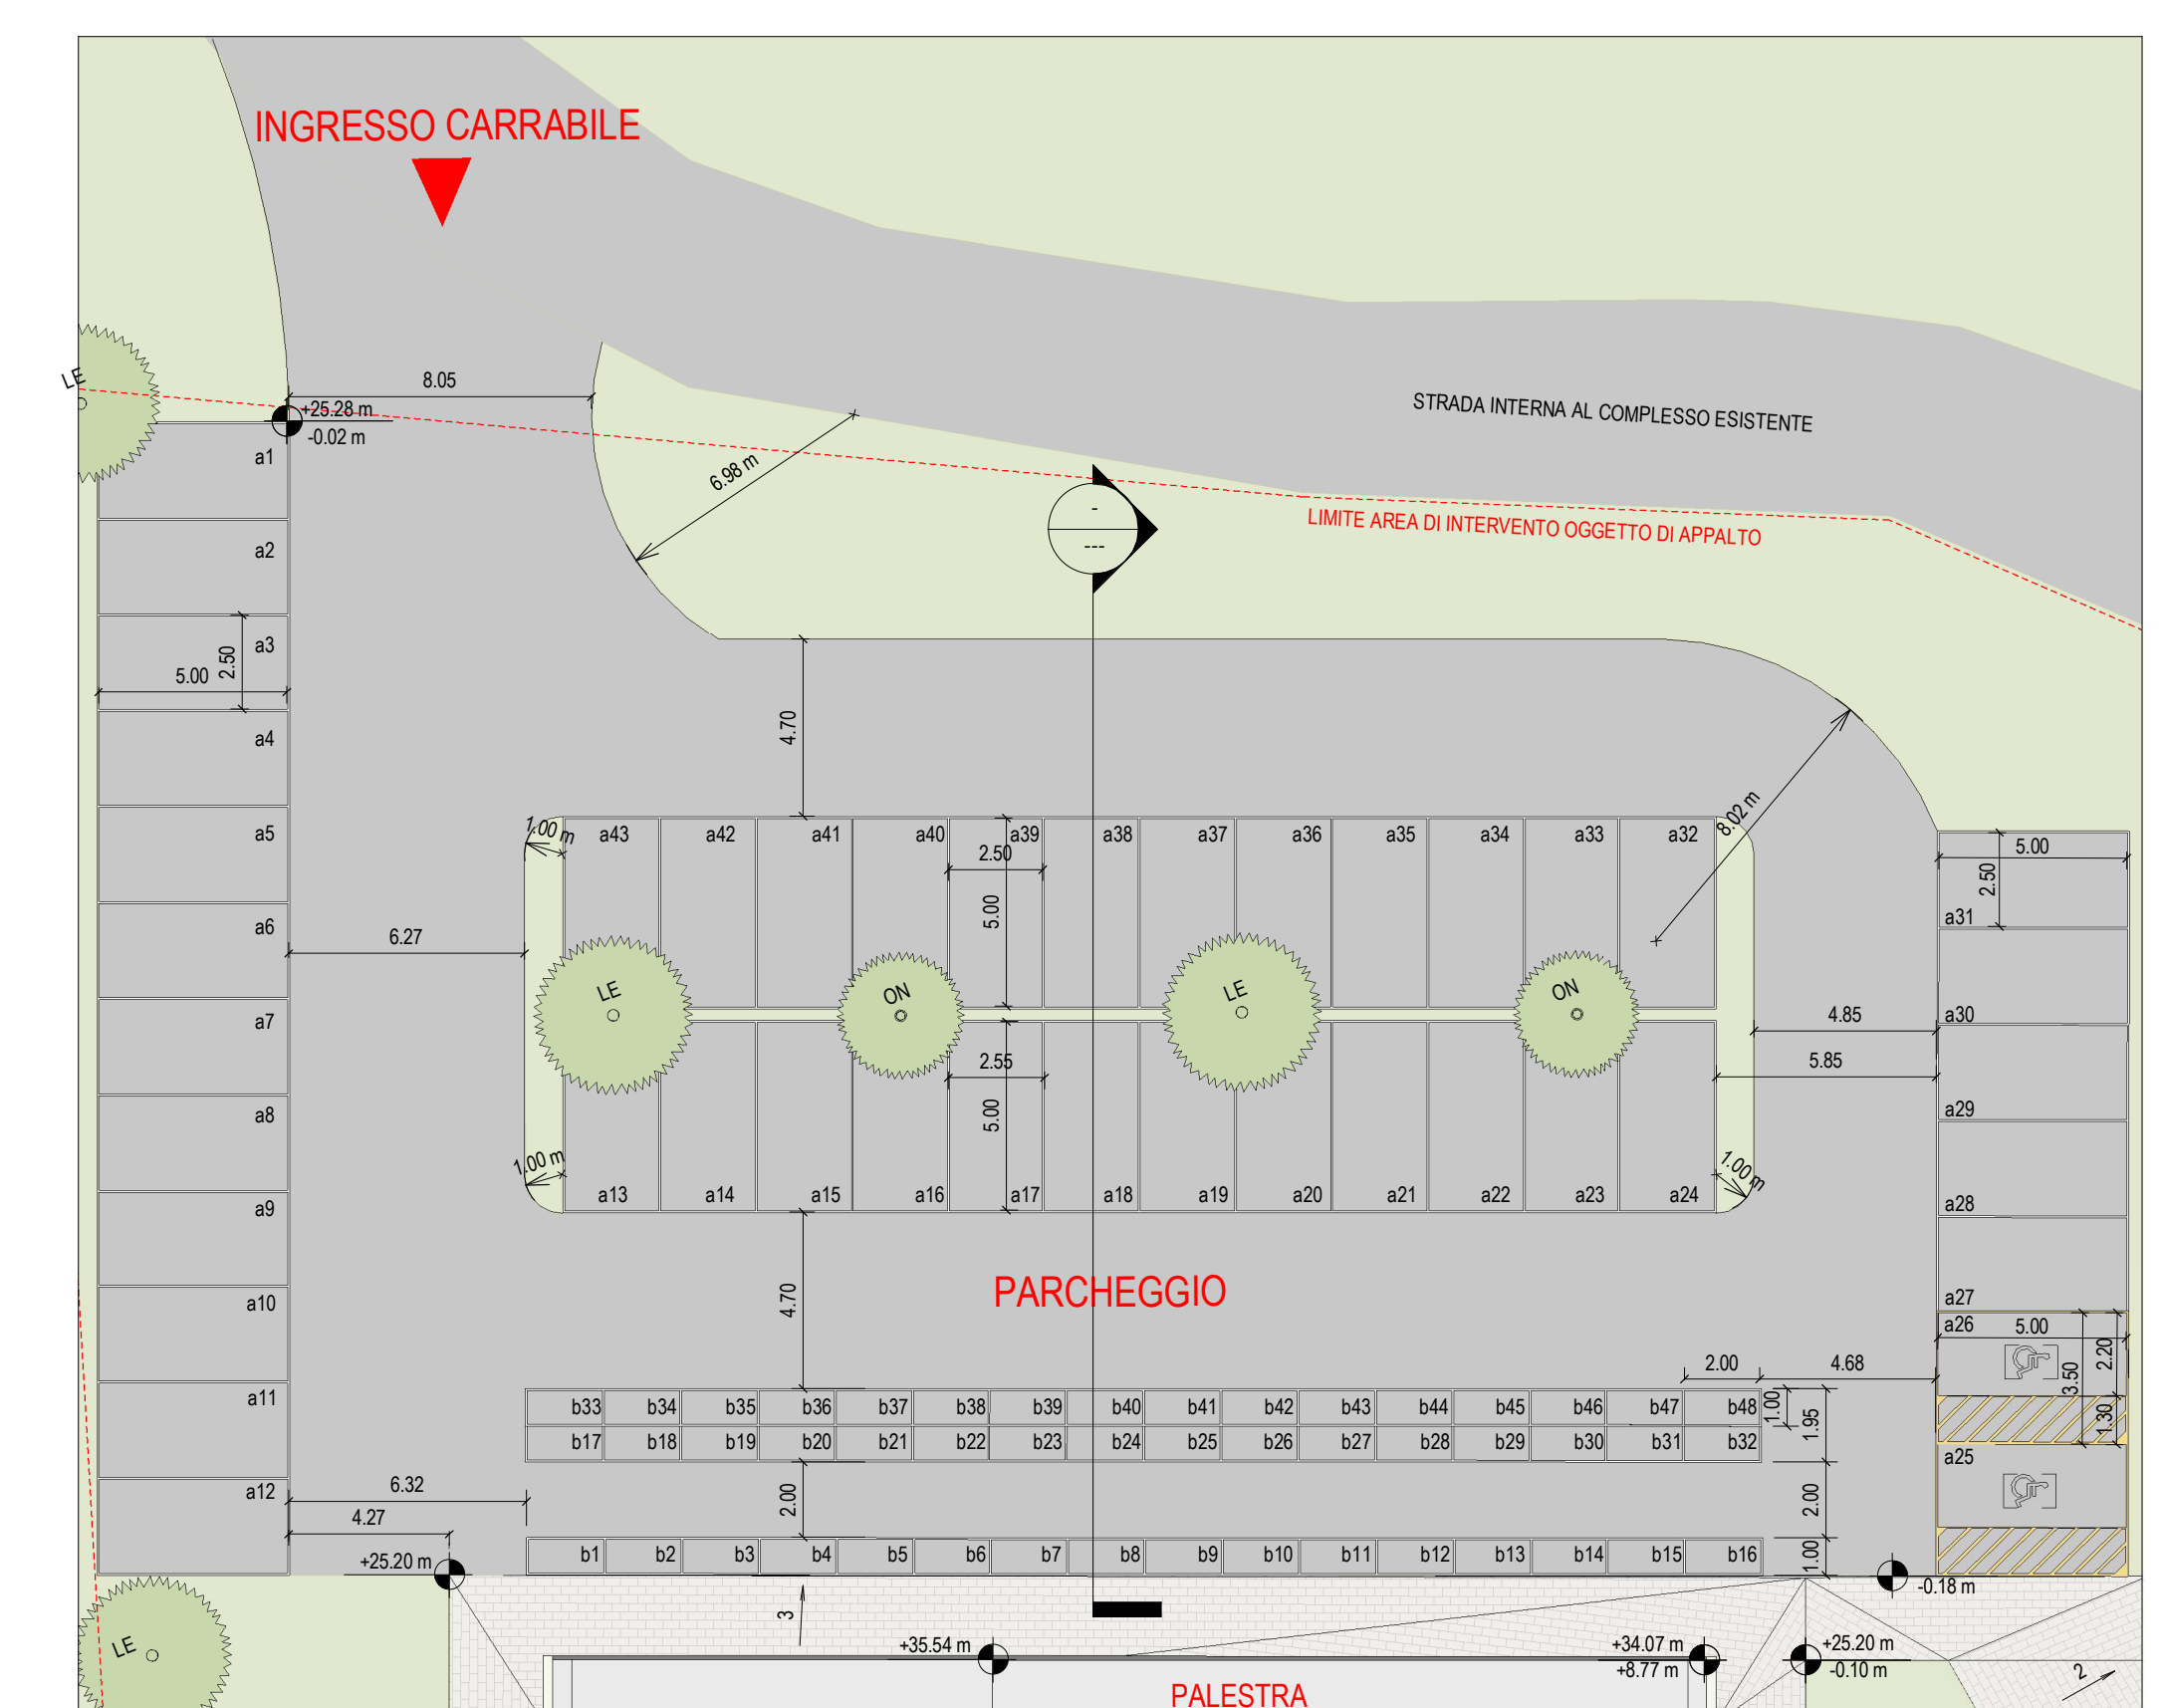 INGRESSO CARRABILE
LE
8.05
+25.28 m
-0.02 m
STRADA INTERNA AL COMPLESSO ESISTENTE
6.98 m
-
---
LIMITE AREA DI INTERVENTO OGGETTO DI APPALTO
a1
a2
a3
2.50
5.00
a4
a5
a6
a7
a8
a9
a10
a11
a12
4.70
6.27
1.00 m
a43 a42 a41 a40 a39 a38 a37 a36 a35 a34 a33 a32
2.50
5.00
8.02 m
LE
ON
LE
ON
2.55
5.00
1.00 m
a13 a14 a15 a16 a17 a18 a19 a20 a21 a22 a23 a24
1.00 m
5.00
2.50
a31
a30
4.85
5.85
a29
a28
a27
a26
5.00
2.20
3.50
1.30
a25
PARCHEGGIO
4.70
2.00
4.68
b33 b34 b35 b36 b37 b38 b39 b40 b41 b42 b43 b44 b45 b46 b47 b48
1.00
1.95
b17 b18 b19 b20 b21 b22 b23 b24 b25 b26 b27 b28 b29 b30 b31 b32
6.32
4.27
2.00
2.00
b1 b2 b3 b4 b5 b6 b7 b8 b9 b10 b11 b12 b13 b14 b15 b16
1.00
+25.20 m
-0.18 m
3
LE
+35.54 m
+34.07 m
+8.77 m
+25.20 m
-0.10 m
2
PALESTRA